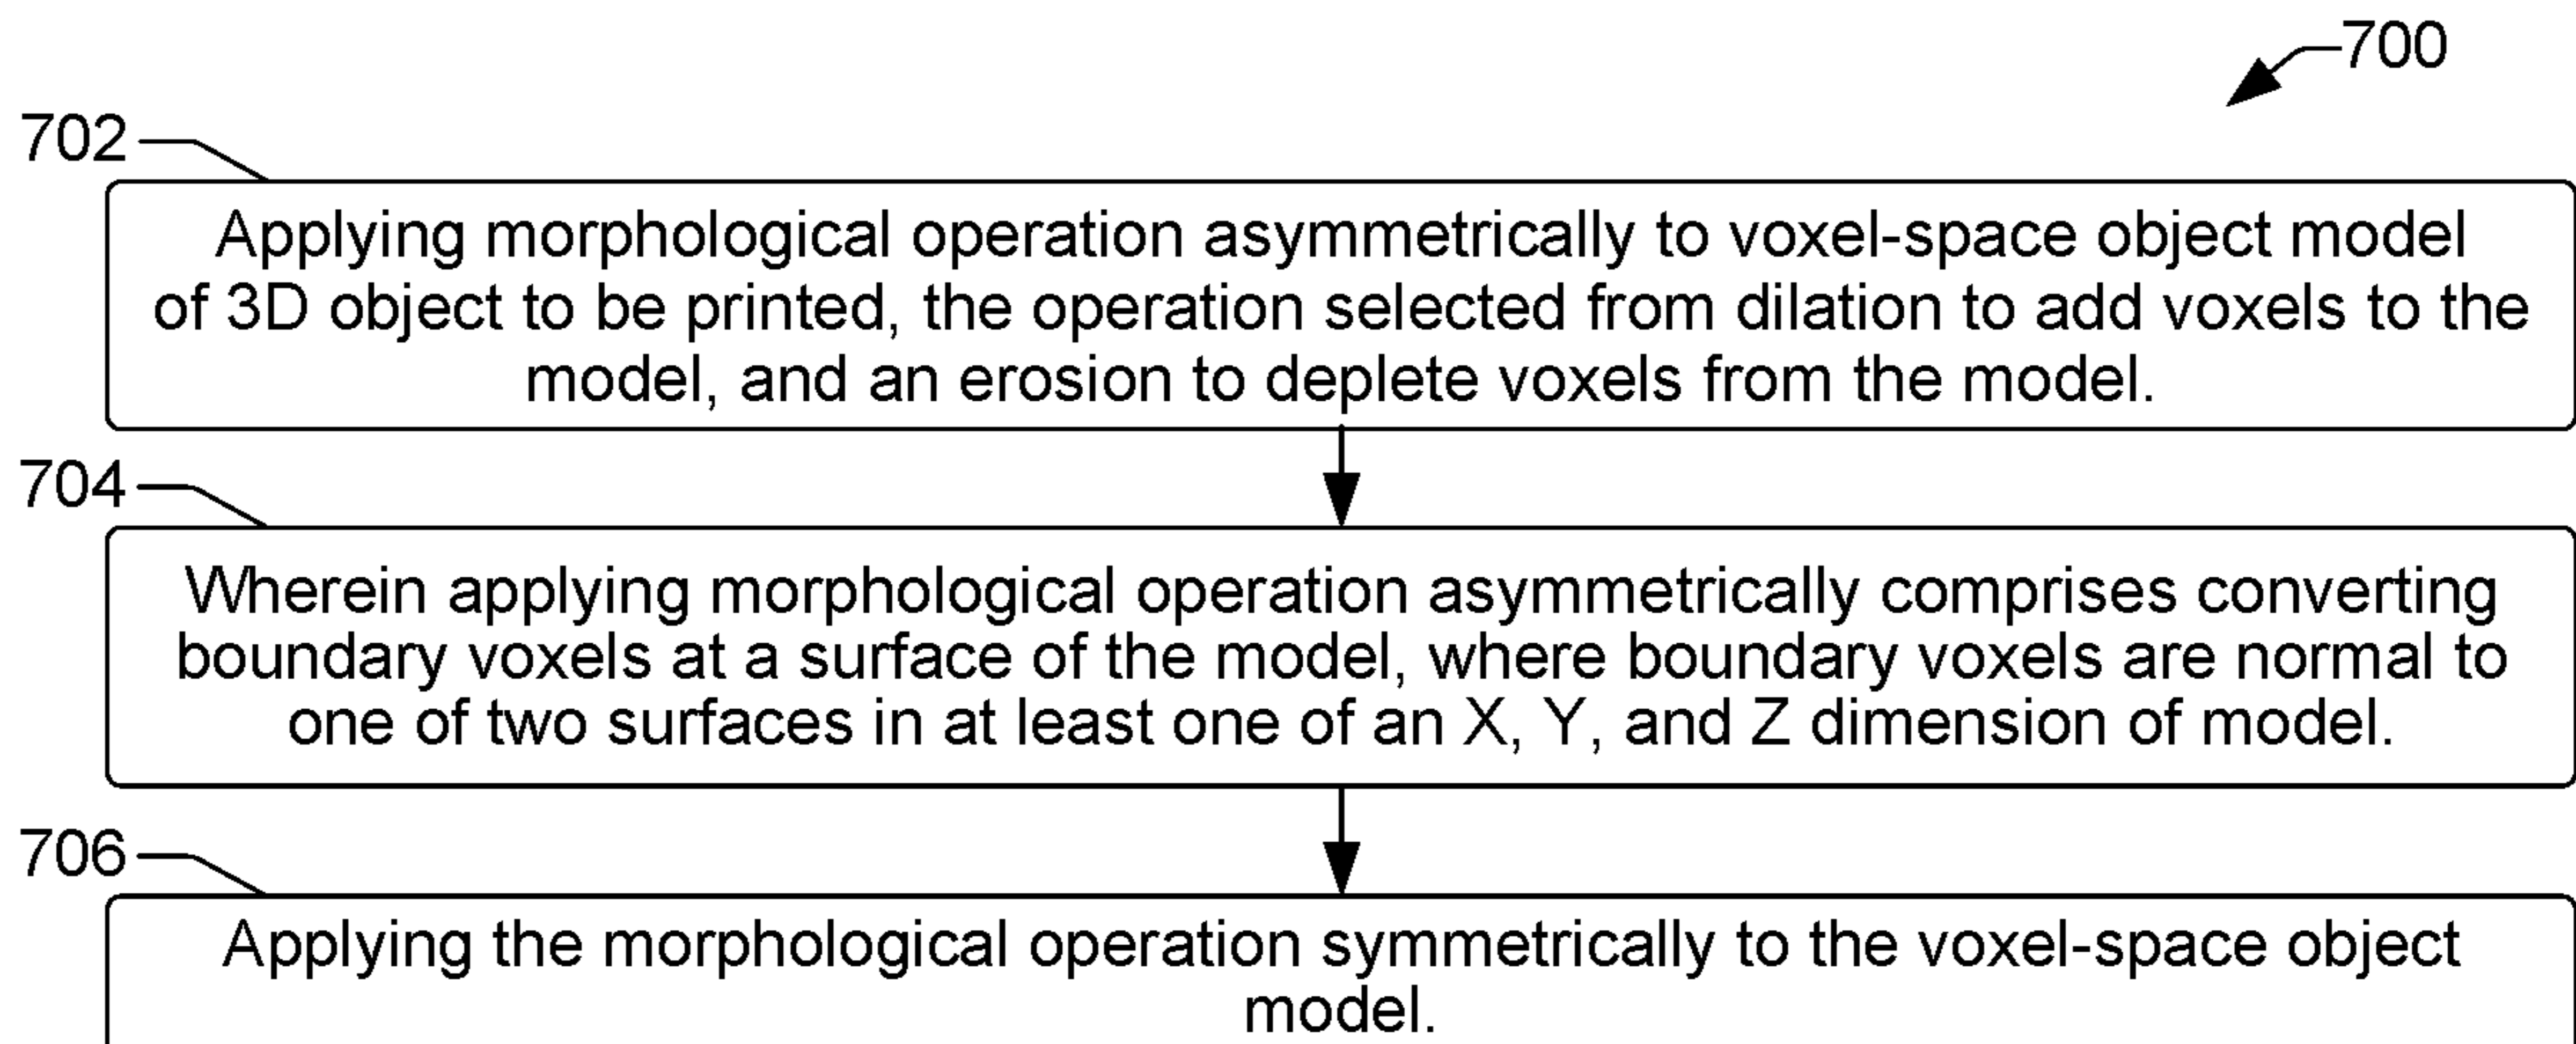 700
702
Applying morphological operation asymmetrically to voxel-space object model
of 3D object to be printed, the operation selected from dilation to add voxels to the
model, and an erosion to deplete voxels from the model.
704
Wherein applying morphological operation asymmetrically comprises converting
boundary voxels at a surface of the model, where boundary voxels are normal to
one of two surfaces in at least one of an X, Y, and Z dimension of model.
706
Applying the morphological operation symmetrically to the voxel-space object
model.